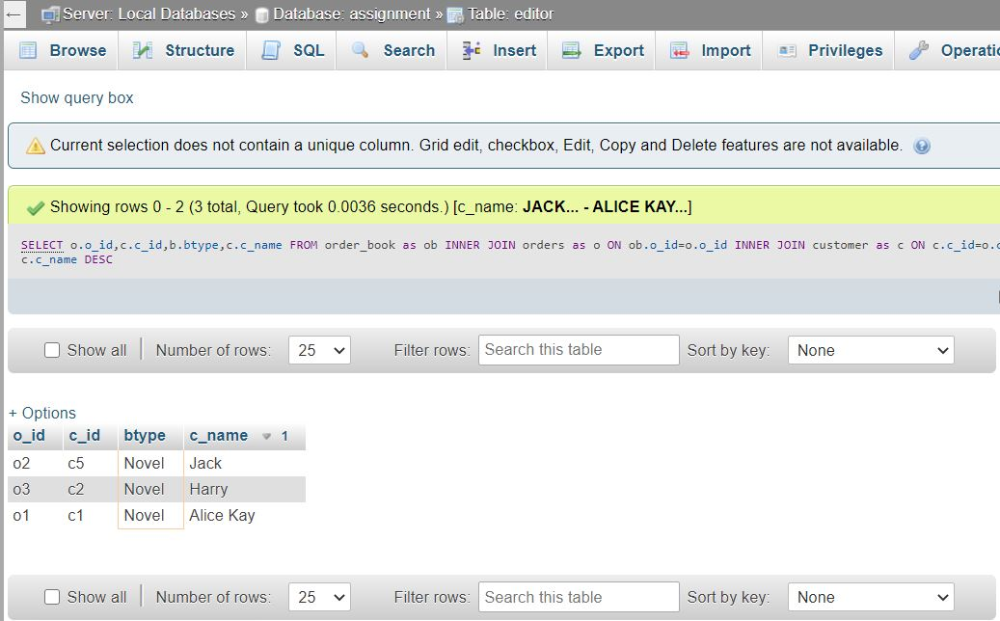 ← Server: Local Databases » Database: assignment » Table: editor
Browse Structure SQL Search Insert Export Import Privileges Operatio
Show query box
Current selection does not contain a unique column. Grid edit, checkbox, Edit, Copy and Delete features are not available.
Showing rows 0 - 2 (3 total, Query took 0.0036 seconds.) [c_name: JACK... - ALICE KAY...]
SELECT o.o_id,c.c_id,b.btype,c.c_name FROM order_book as ob INNER JOIN orders as o ON ob.o_id=o.o_id INNER JOIN customer as c ON c.c_id=o.c
c.c_name DESC
Show all Number of rows: 25 Filter rows: Search this table Sort by key: None
+ Options
o_id c_id btype c_name 1
o2 c5 Novel Jack
o3 c2 Novel Harry
o1 c1 Novel Alice Kay
Show all Number of rows: 25 Filter rows: Search this table Sort by key: None